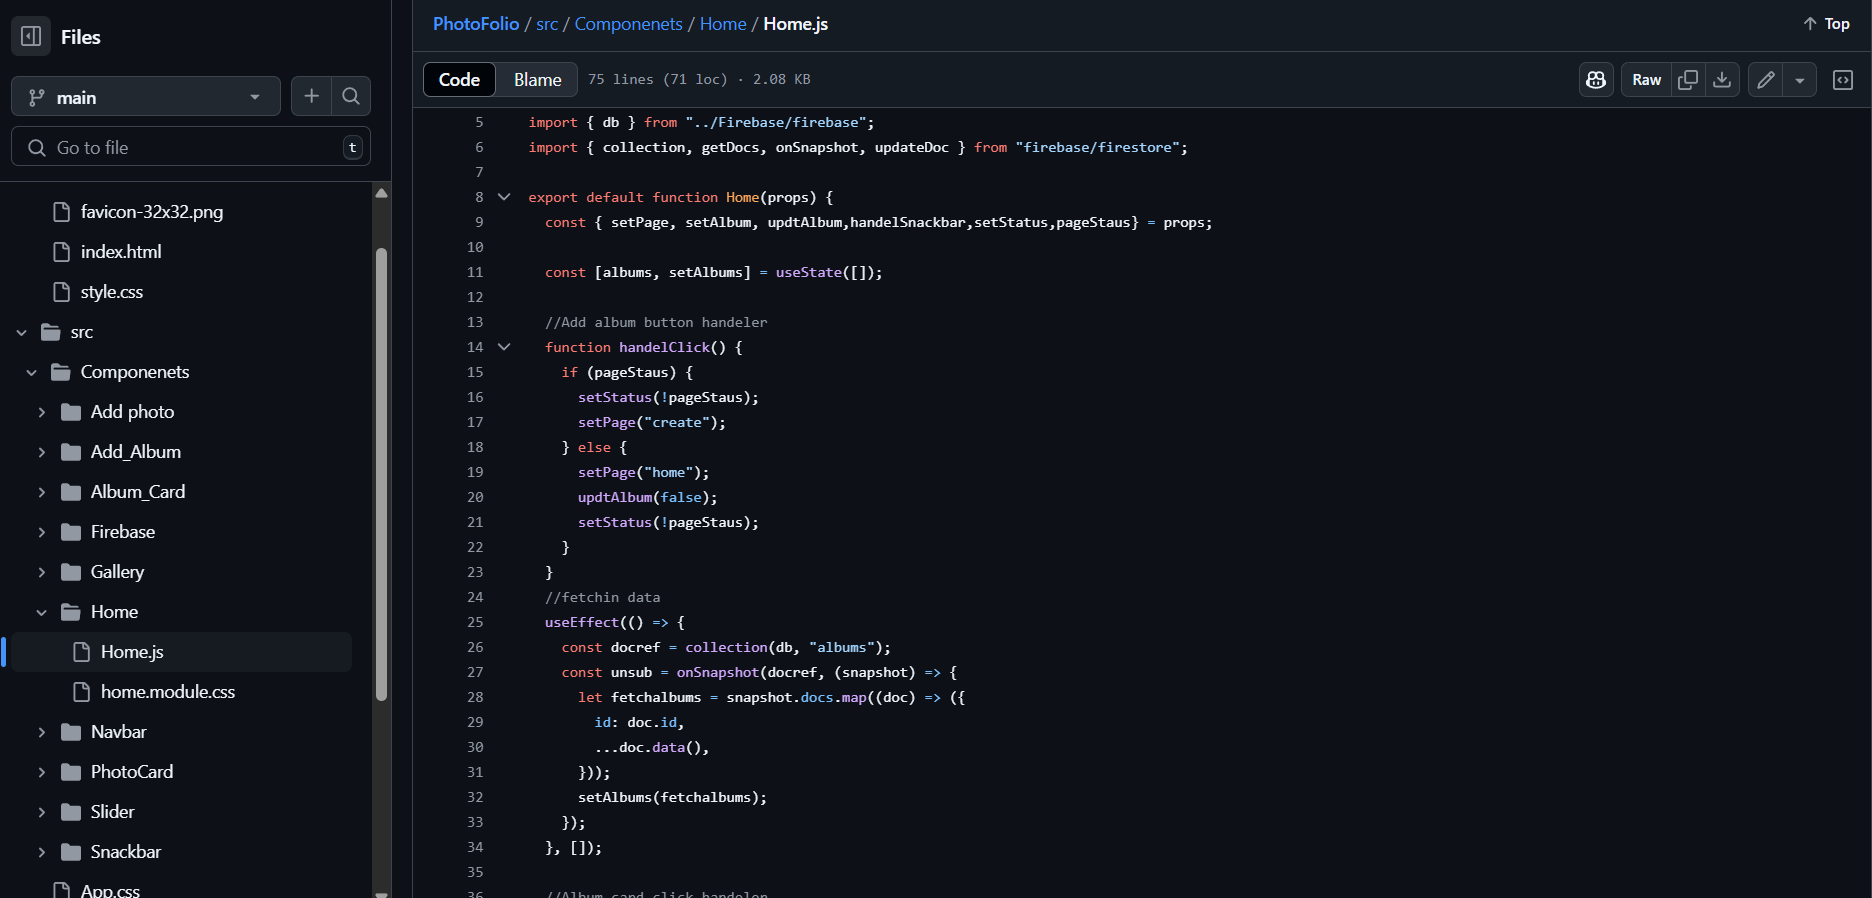 Files
main
Go to file
t
favicon-32x32.png
index.html
style.css
src
Componenets
Add photo
Add_Album
Album_Card
Firebase
Gallery
Home
Home.js
home.module.css
Navbar
PhotoCard
Slider
Snackbar
App.css
PhotoFolio / src / Componenets / Home / Home.js
Top
Code Blame 75 lines (71 loc) · 2.08 KB
Raw
5 import { db } from "../Firebase/firebase";
6 import { collection, getDocs, onSnapshot, updateDoc } from "firebase/firestore";
7
8 export default function Home(props) {
9 const { setPage, setAlbum, updtAlbum,handelSnackbar,setStatus,pageStaus} = props;
10
11 const [albums, setAlbums] = useState([]);
12
13 //Add album button handeler
14 function handelClick() {
15 if (pageStaus) {
16 setStatus(!pageStaus);
17 setPage("create");
18 } else {
19 setPage("home");
20 updtAlbum(false);
21 setStatus(!pageStaus);
22 }
23 }
24 //fetchin data
25 useEffect(() => {
26 const docref = collection(db, "albums");
27 const unsub = onSnapshot(docref, (snapshot) => {
28 let fetchalbums = snapshot.docs.map((doc) => ({
29 id: doc.id,
30 ...doc.data(),
31 }));
32 setAlbums(fetchalbums);
33 });
34 }, []);
35
36 //Album card click handeler